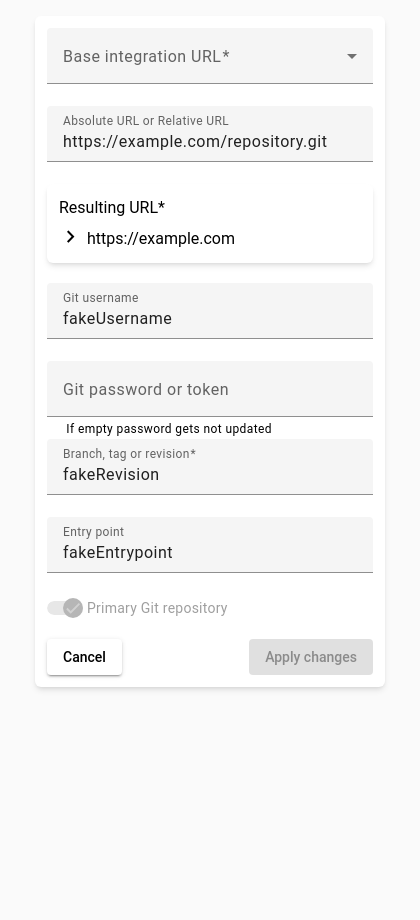 Base integration URL*
Absolute URL or Relative URL
https://example.com/repository.git
Resulting URL*
https://example.com
Git username
fakeUsername
Git password or token
If empty password gets not updated
Branch, tag or revision*
fakeRevision
Entry point
fakeEntrypoint
Primary Git repository
Cancel
Apply changes